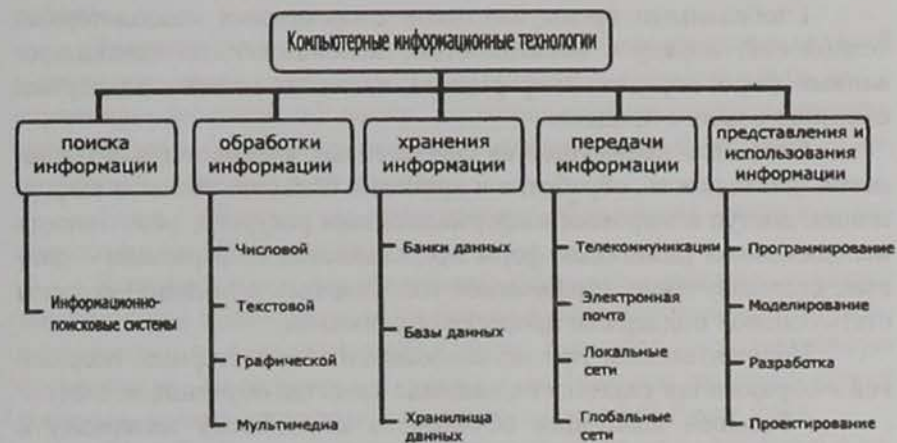 Компьютерные информационные технологии
поиска
информации
Информационно-
поисковые системы
обработки
информации
Числовой
Текстовой
Графической
Мультимедиа
хранения
информации
Банки данных
Базы данных
Хранилища
данных
передачи
информации
Телекоммуникации
Электронная
почта
Локальные
сети
Глобальные
сети
представления и
использования
информации
Программирование
Моделирование
Разработка
Проектирование